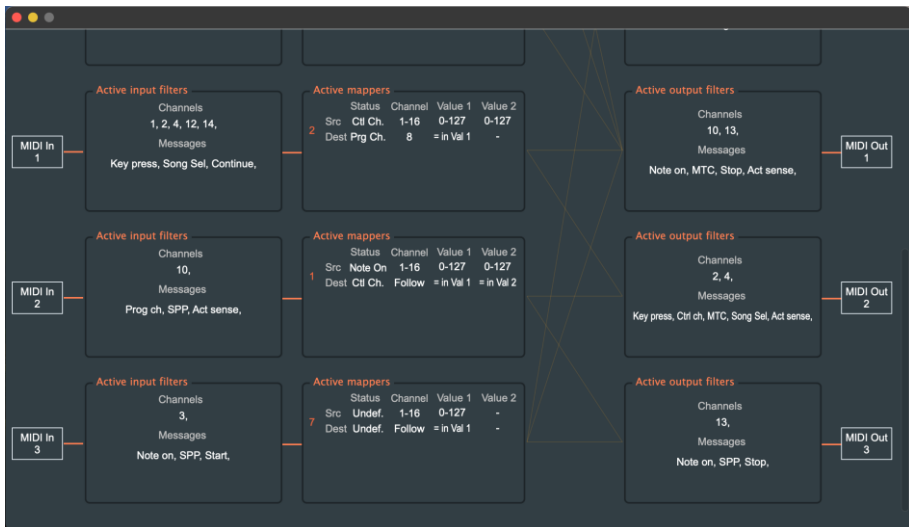 Active input filters
Channels
1, 2, 4, 12, 14,
Messages
Key press, Song Sel, Continue,
MIDI In
1
Active mappers
Status Channel Value 1 Value 2
2 Src Ctl Ch. 1-16 0-127 0-127
Dest Prg Ch. 8 = in Val 1 -
Active output filters
Channels
10, 13,
Messages
Note on, MTC, Stop, Act sense,
MIDI Out
1
Active input filters
Channels
10,
Messages
Prog ch, SPP, Act sense,
MIDI In
2
Active mappers
Status Channel Value 1 Value 2
1 Src Note On 1-16 0-127 0-127
Dest Ctl Ch. Follow = in Val 1 = in Val 2
Active output filters
Channels
2, 4,
Messages
Key press, Ctrl ch, MTC, Song Sel, Act sense,
MIDI Out
2
Active input filters
Channels
3,
Messages
Note on, SPP, Start,
MIDI In
3
Active mappers
Status Channel Value 1 Value 2
7 Src Undef. 1-16 0-127 -
Dest Undef. Follow = in Val 1 -
Active output filters
Channels
13,
Messages
Note on, SPP, Stop,
MIDI Out
3